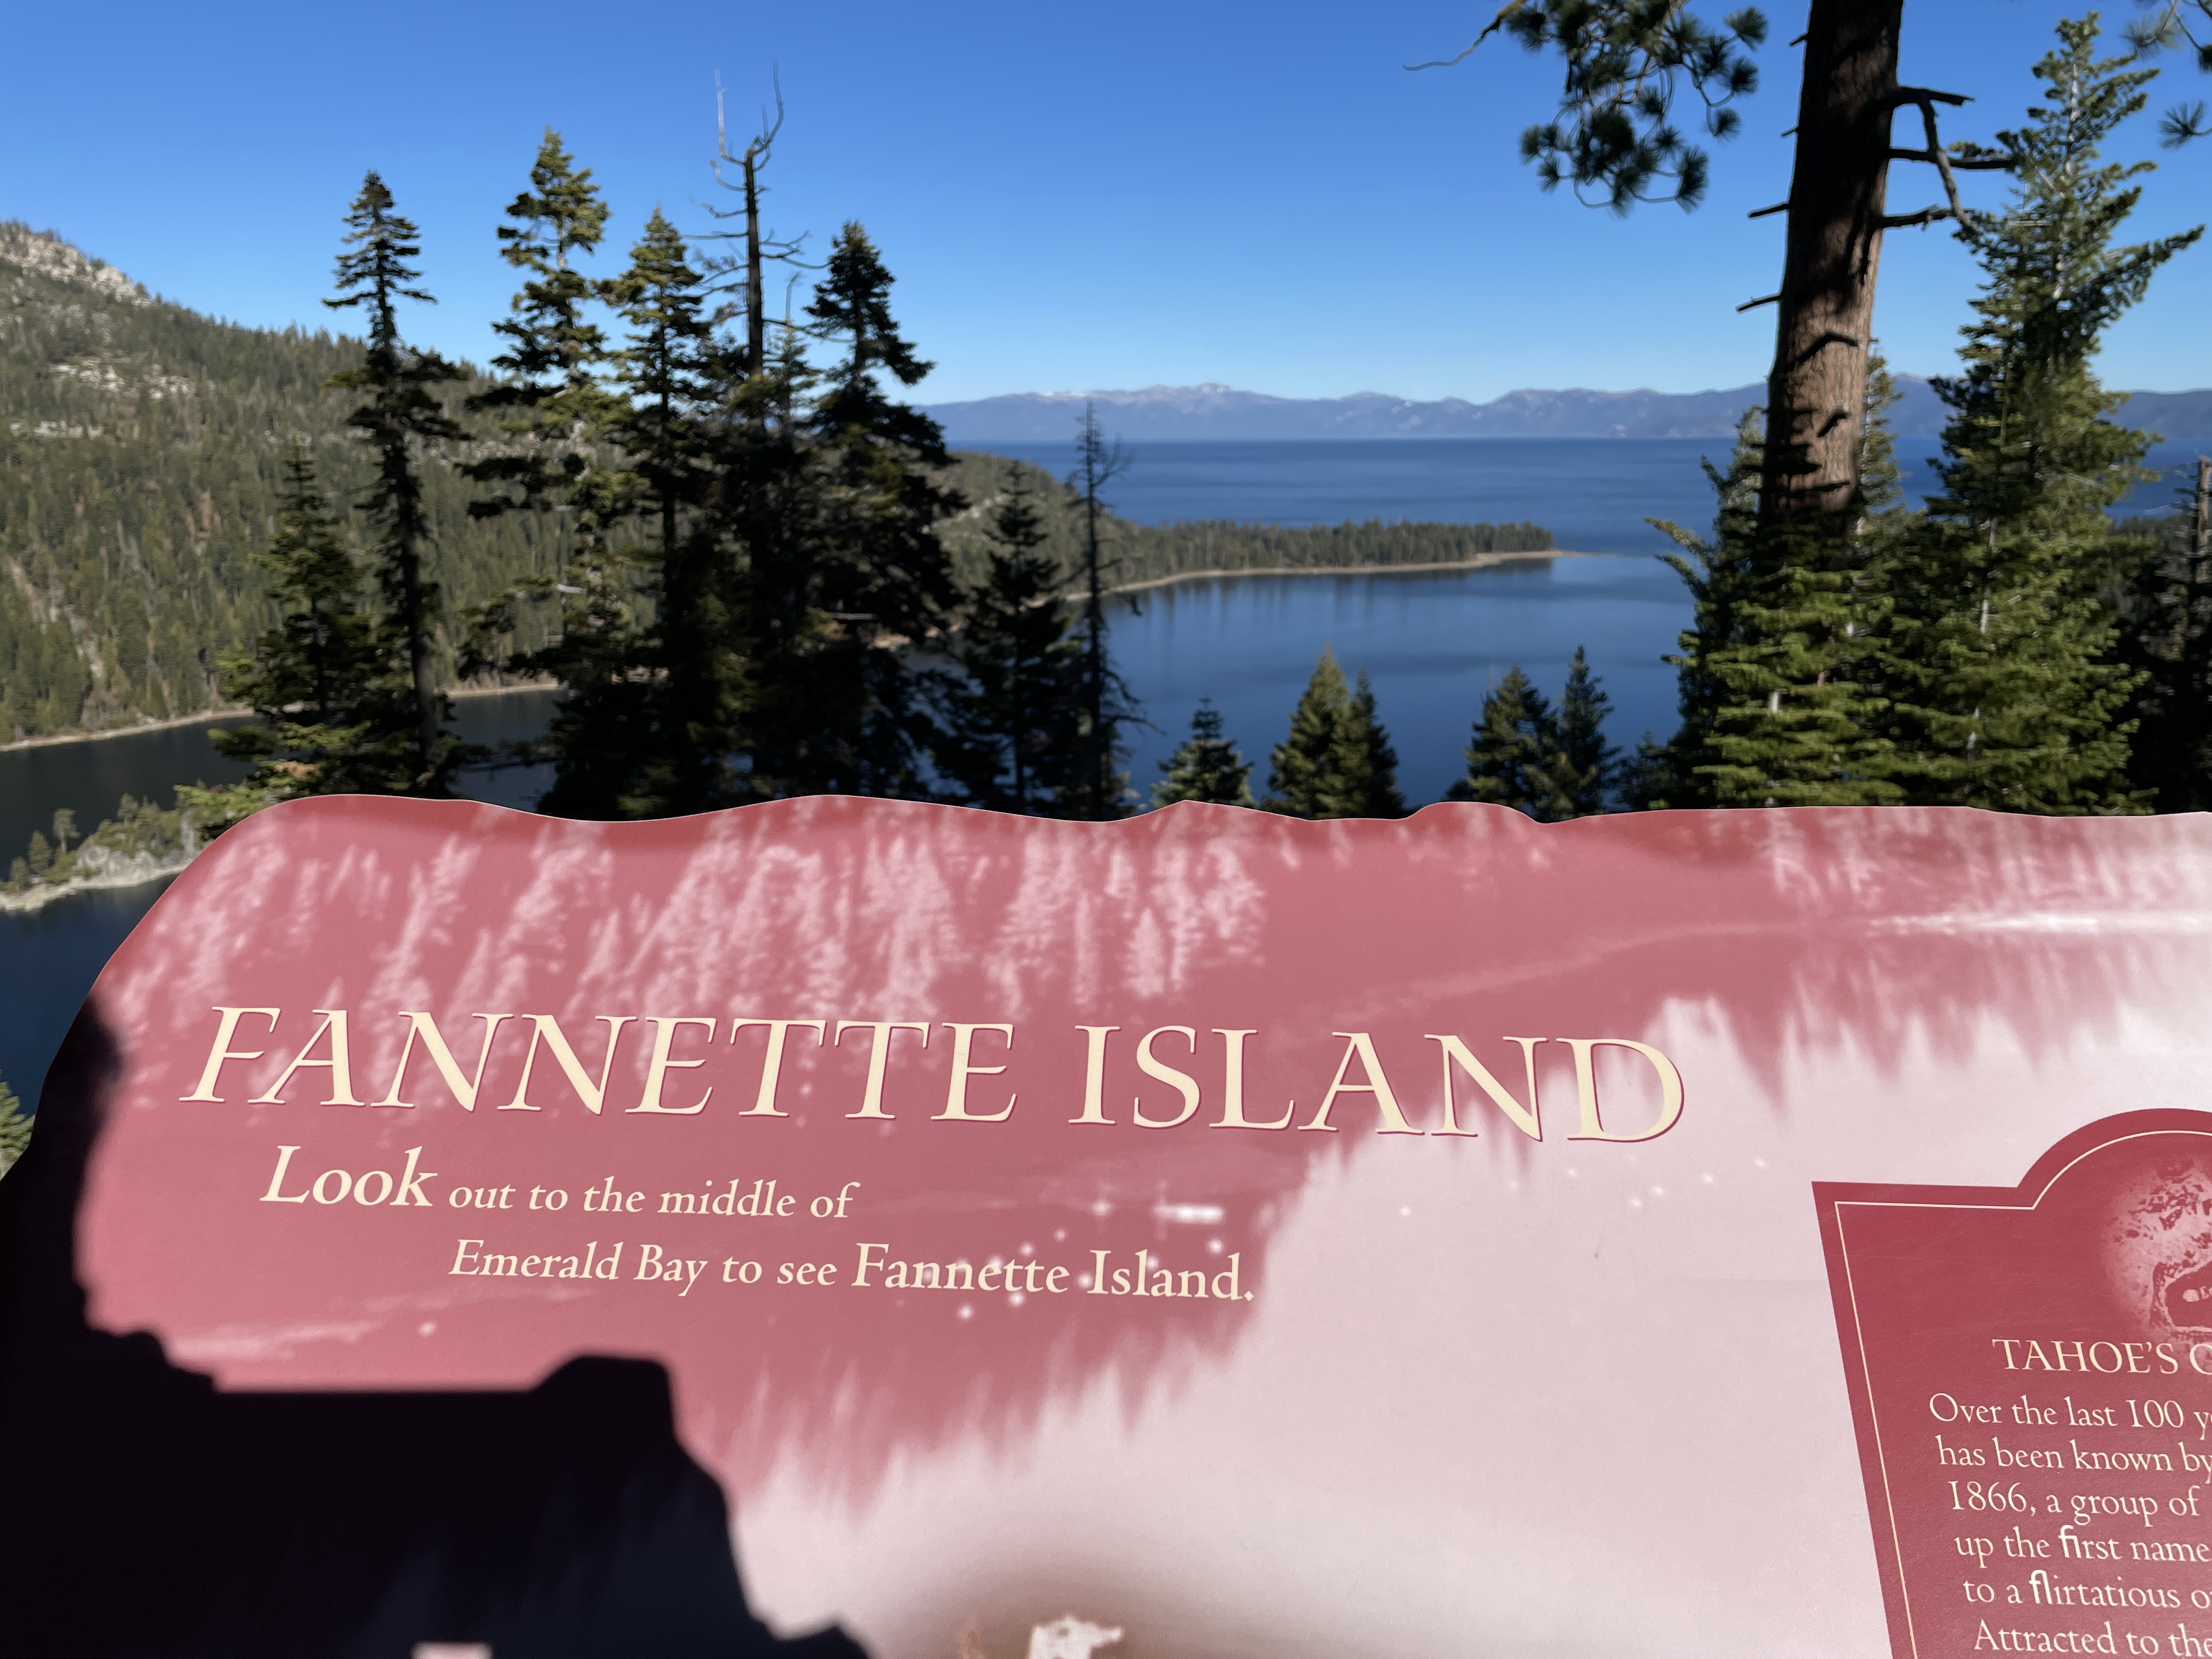 FANNETTE ISLAND
Look out to the middle of
Emerald Bay to see Fannette Island.
TAHOE'S
Over the last 100
has been known by
1866, a group of
up the first name
to a flirtatious
Attracted to the